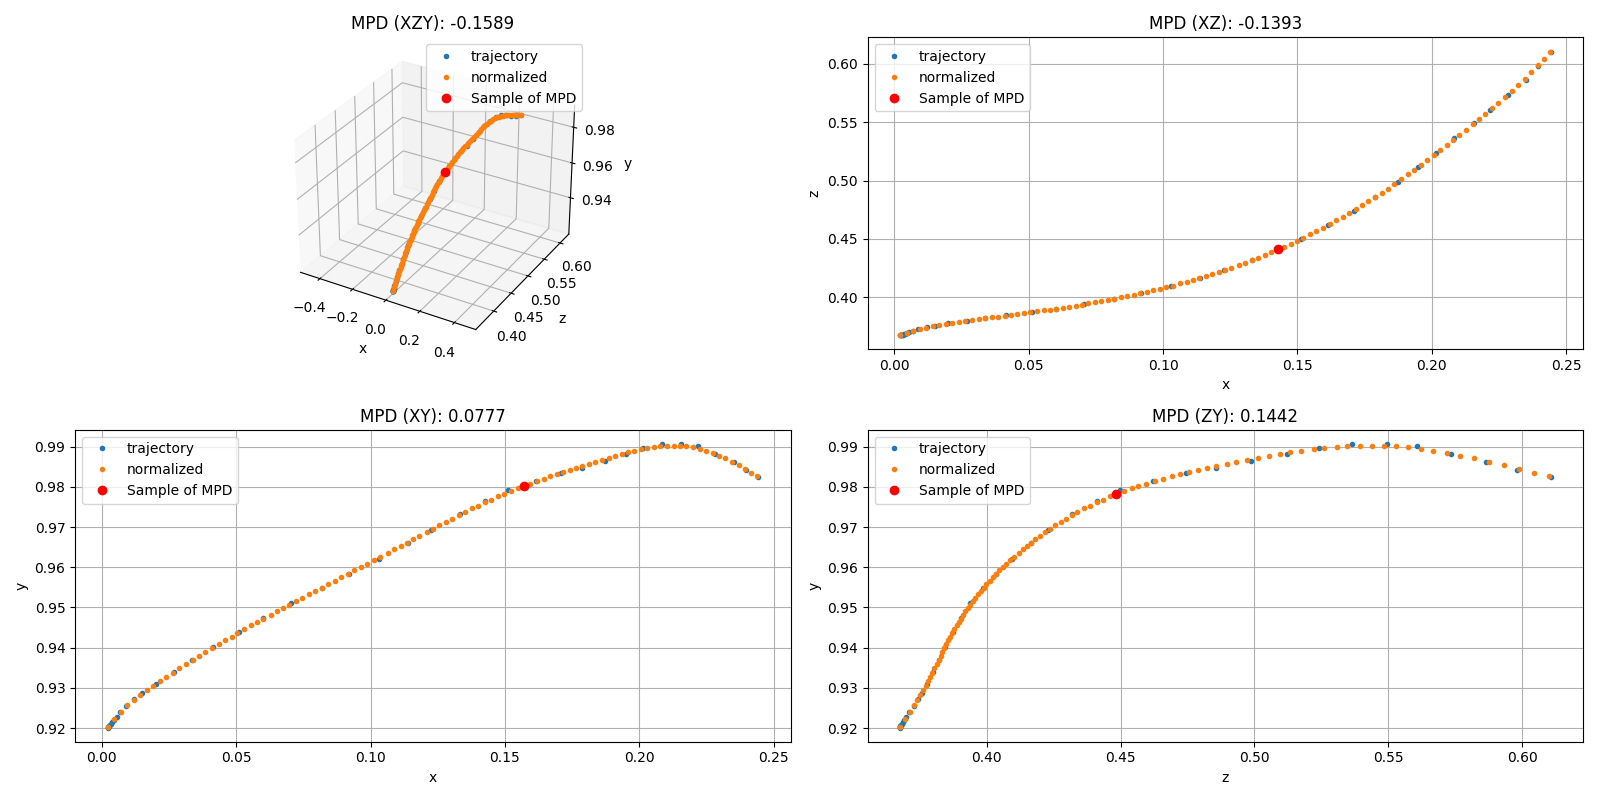 MPD (XZY): -0.1589
trajectory
normalized
Sample of MPD
0.98
0.96
0.94
y
0.60
0.55
0.50
0.45
0.40
z
−0.4
−0.2
0.0
0.2
0.4
x
MPD (XZ): -0.1393
trajectory
normalized
Sample of MPD
0.60
0.55
0.50
0.45
0.40
z
0.00 0.05 0.10 0.15 0.20 0.25
x
MPD (XY): 0.0777
trajectory
normalized
Sample of MPD
0.99
0.98
0.97
0.96
0.95
0.94
0.93
0.92
y
0.00 0.05 0.10 0.15 0.20 0.25
x
MPD (ZY): 0.1442
trajectory
normalized
Sample of MPD
0.99
0.98
0.97
0.96
0.95
0.94
0.93
0.92
y
0.40 0.45 0.50 0.55 0.60
z